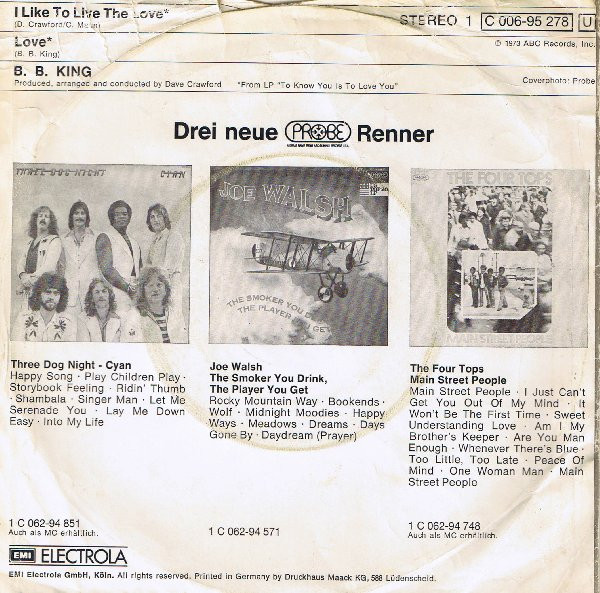 I Like To Live The Love*
(D. Crawford/C. Mann)
STEREO 1 C 006-95 278 U
Love*
(B. B. King)
℗ 1973 ABC Records, Inc.
B. B. KING
Produced, arranged and conducted by Dave Crawford *From LP "To Know You Is To Love You"
Coverphoto: Probe
Drei neue PROBE Renner
THREE DOG NIGHT CYAN
JOE WALSH
THE SMOKER YOU DRINK
THE PLAYER YOU GET
THE FOUR TOPS
MAIN STREET PEOPLE
Three Dog Night - Cyan
Happy Song · Play Children Play ·
Storybook Feeling · Ridin' Thumb
· Shambala · Singer Man · Let Me
Serenade You · Lay Me Down
Easy · Into My Life
Joe Walsh
The Smoker You Drink,
The Player You Get
Rocky Mountain Way · Bookends ·
Wolf · Midnight Moodies · Happy
Ways · Meadows · Dreams · Days
Gone By · Daydream (Prayer)
The Four Tops
Main Street People
Main Street People · I Just Can't
Get You Out Of My Mind · It
Won't Be The First Time · Sweet
Understanding Love · Am I My
Brother's Keeper · Are You Man
Enough · Whenever There's Blue ·
Too Little, Too Late · Peace Of
Mind · One Woman Man · Main
Street People
1 C 062-94 851
Auch als MC erhältlich.
1 C 062-94 571
1 C 062-94 748
Auch als MC erhältlich.
EMI ELECTROLA
EMI Electrola GmbH, Köln. All rights reserved. Printed in Germany by Druckhaus Maack KG, 588 Lüdenscheid.